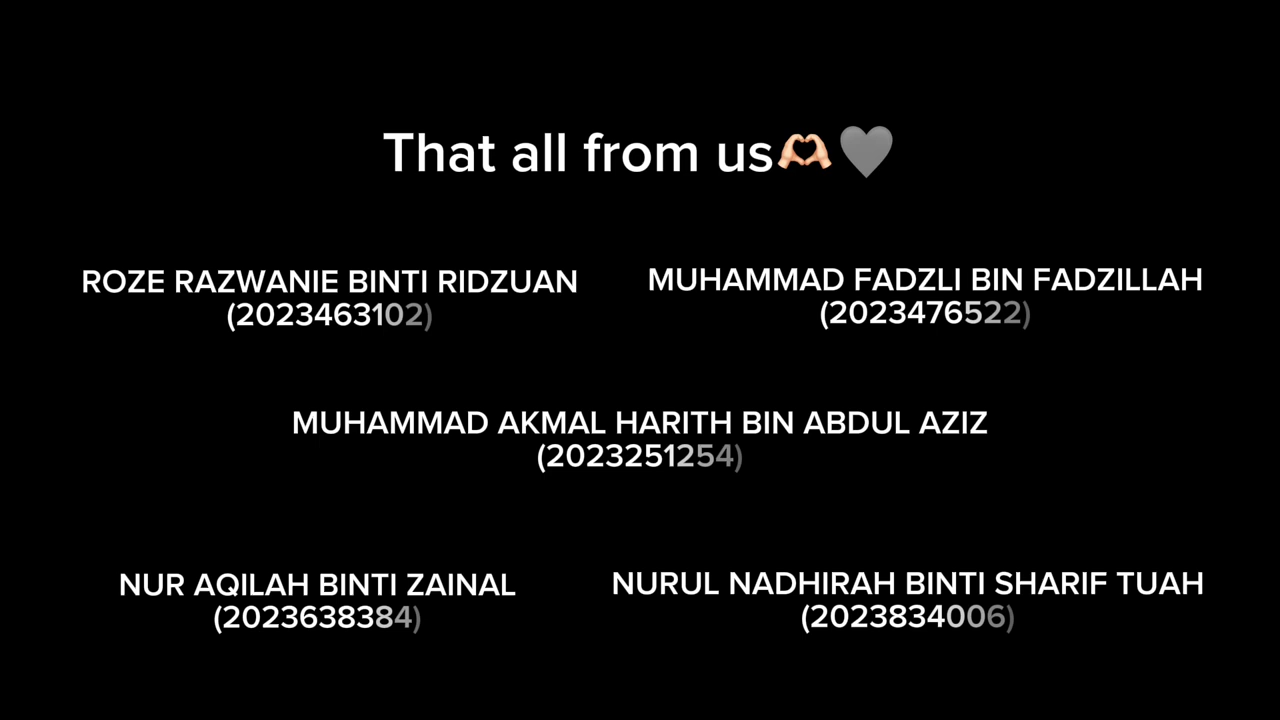 That all from us🫶🏻🩶
ROZE RAZWANIE BINTI RIDZUAN
(2023463102)
MUHAMMAD FADZLI BIN FADZILLAH
(2023476522)
MUHAMMAD AKMAL HARITH BIN ABDUL AZIZ
(2023251254)
NUR AQILAH BINTI ZAINAL
(2023638384)
NURUL NADHIRAH BINTI SHARIF TUAH
(2023834006)